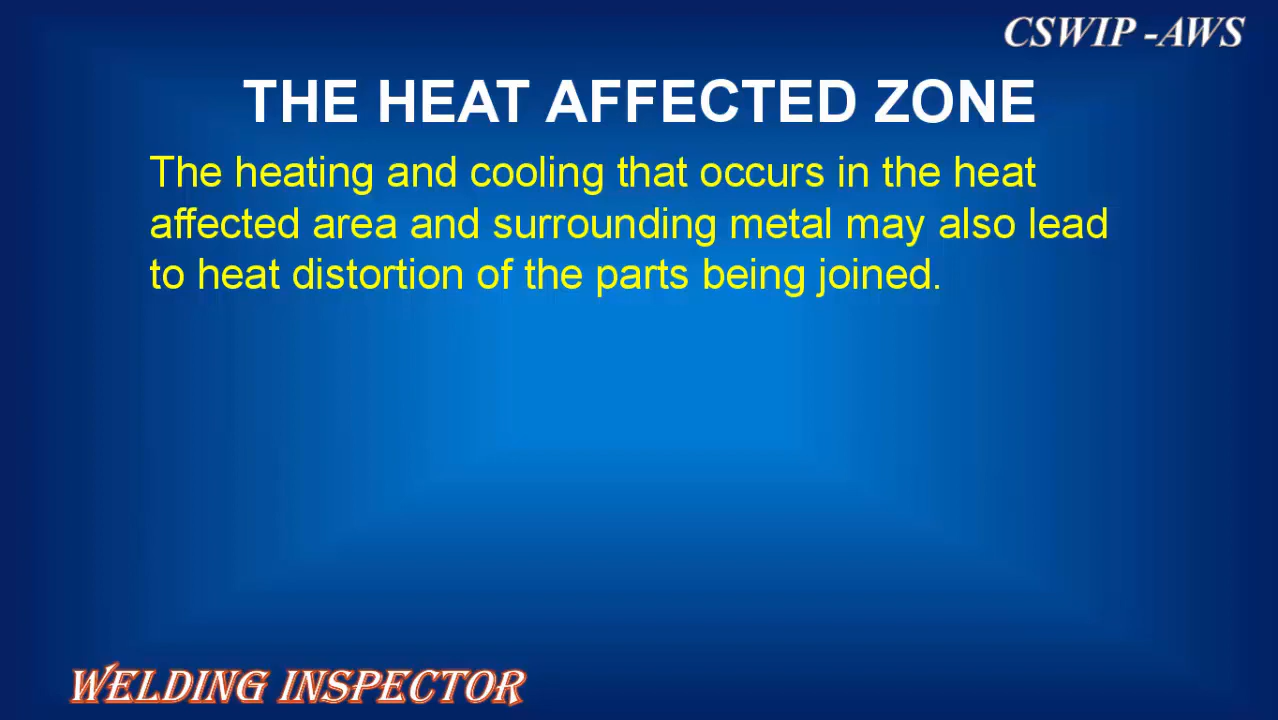 CSWIP -AWS
THE HEAT AFFECTED ZONE
The heating and cooling that occurs in the heat
affected area and surrounding metal may also lead
to heat distortion of the parts being joined.
WELDING INSPECTOR